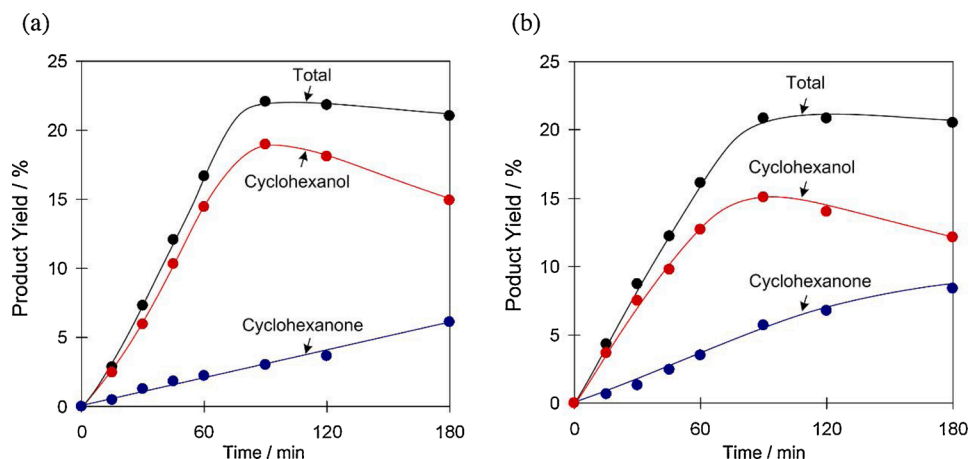 (a)
25
20
15
10
5
0
0 60 120 180
Time / min
Product Yield / %
Total
Cyclohexanol
Cyclohexanone
(b)
25
20
15
10
5
0
0 60 120 180
Time / min
Poduct Yield / %
Total
Cyclohexanol
Cyclohexanone